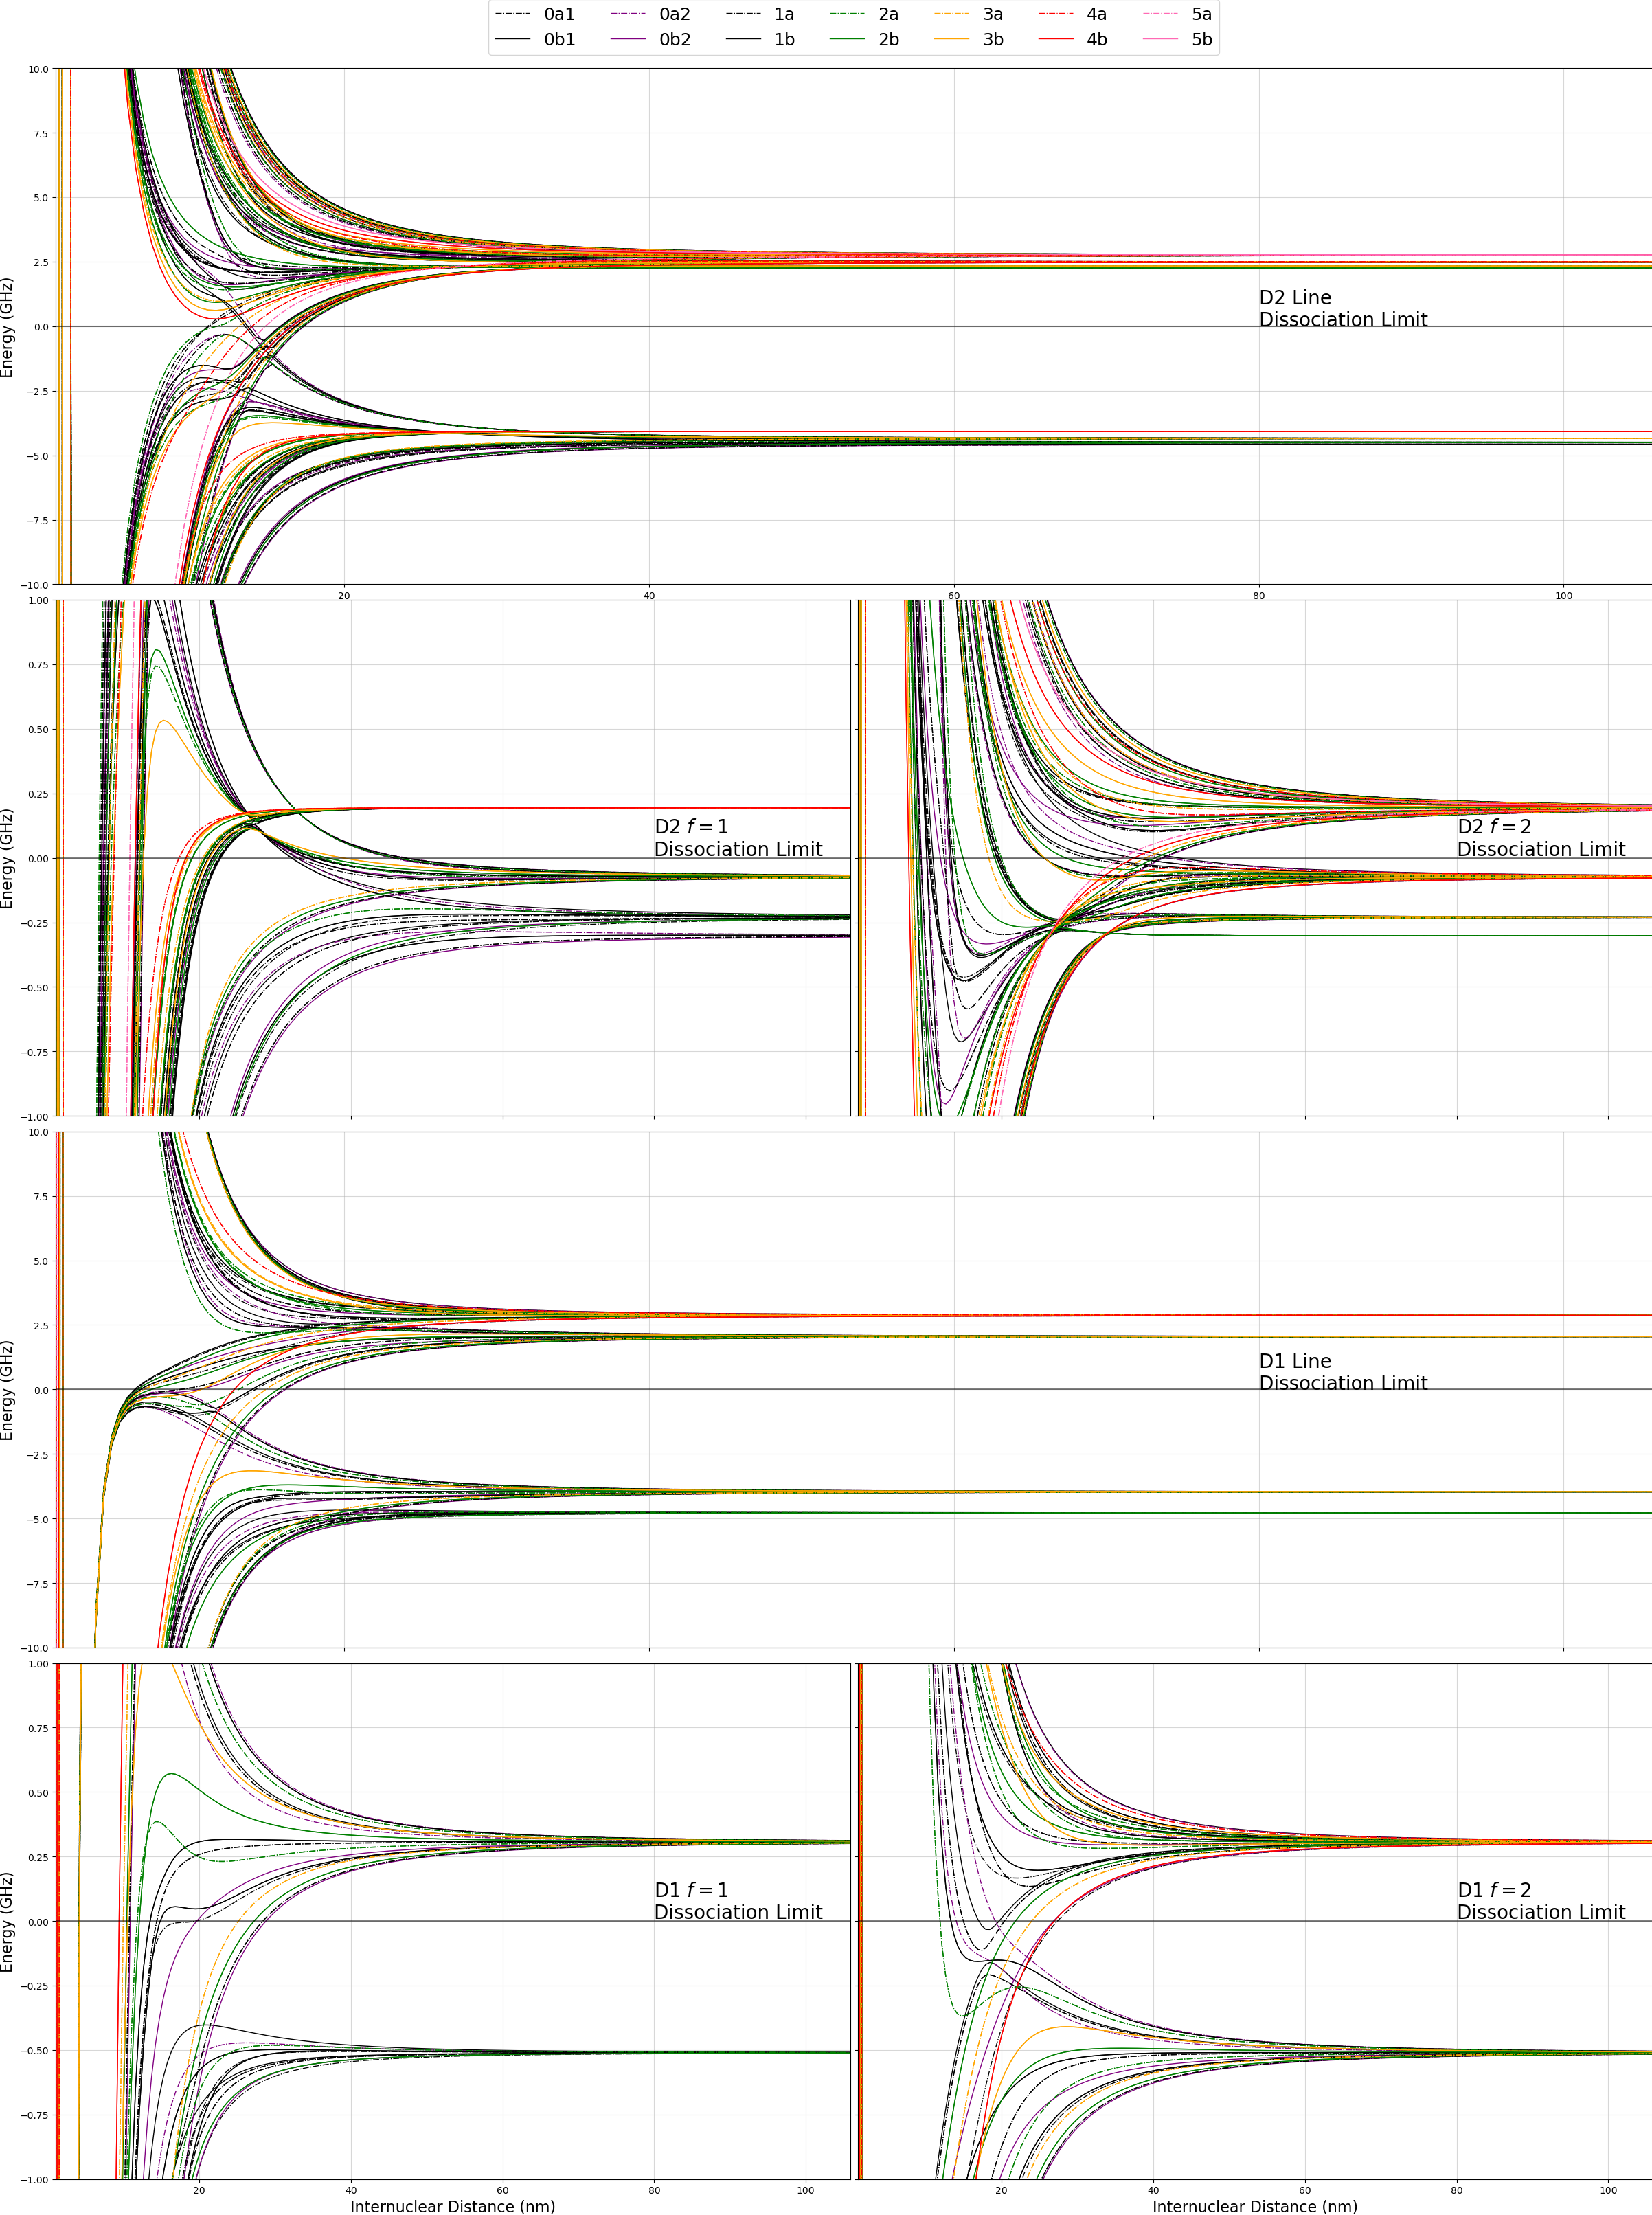 0a1 0a2 1a 2a 3a 4a 5a
0b1 0b2 1b 2b 3b 4b 5b
10.0
7.5
5.0
2.5
0.0
−2.5
−5.0
−7.5
−10.0
Energy (GHz)
D2 Line
Dissociation Limit
20 40 60 80 100
1.00
0.75
0.50
0.25
0.00
−0.25
−0.50
−0.75
−1.00
Energy (GHz)
D2 f = 1
Dissociation Limit
D2 f = 2
Dissociation Limit
10.0
7.5
5.0
2.5
0.0
−2.5
−5.0
−7.5
−10.0
Energy (GHz)
D1 Line
Dissociation Limit
1.00
0.75
0.50
0.25
0.00
−0.25
−0.50
−0.75
−1.00
Energy (GHz)
D1 f = 1
Dissociation Limit
D1 f = 2
Dissociation Limit
20 40 60 80 100
20 40 60 80 100
Internuclear Distance (nm)
Internuclear Distance (nm)